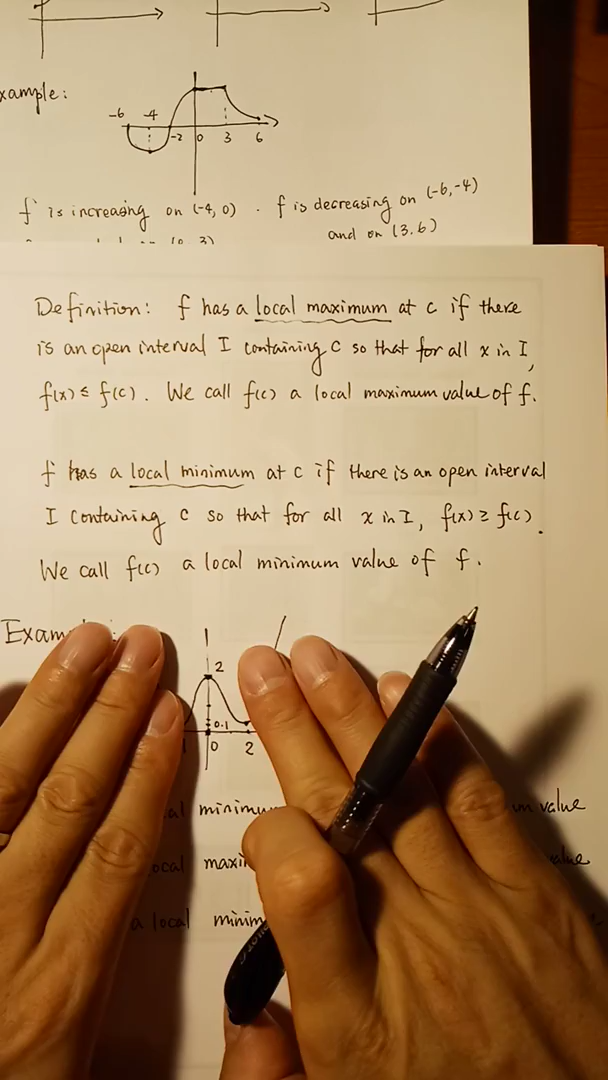 xample:
-6 -4 -2 0 3 6
f is increasing on (-4, 0) . f is decreasing on (-6,-4)
and on (3,6)
Definition: f has a local maximum at c if there
is an open interval I containing c so that for all x in I,
f(x) ≤ f(c). We call f(c) a local maximum value of f.
f has a local minimum at c if there is an open interval
I containing c so that for all x in I, f(x) ≥ f(c).
We call f(c) a local minimum value of f.
Exam
2
0.1
0 2
al minimu m value
ocal maxi alue
a local minim